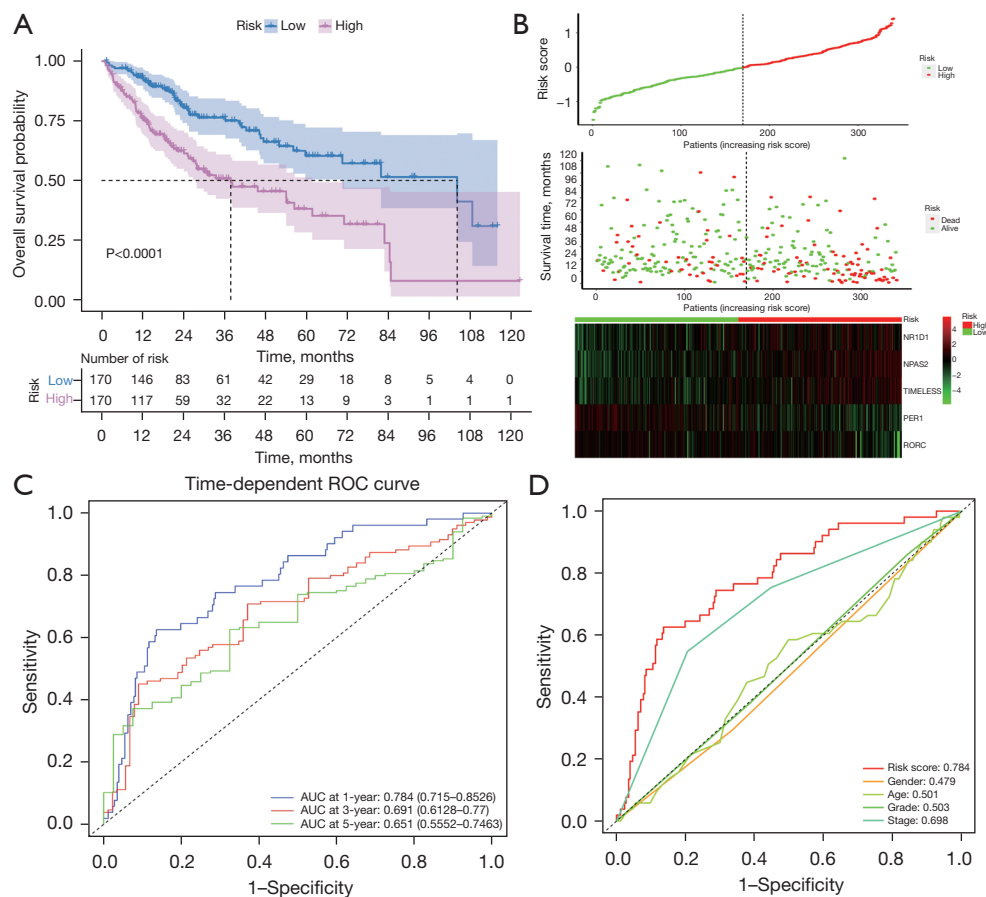 A
Risk Low High
Overall survival probability
1.00
0.75
0.50
0.25
0.00
P<0.0001
0 12 24 36 48 60 72 84 96 108 120
Time, months
Number of risk
Risk
Low 170 146 83 61 42 29 18 8 5 4 0
High 170 117 59 32 22 13 9 3 1 1 1
0 12 24 36 48 60 72 84 96 108 120
Time, months
B
Risk score
1
0
−1
0 100 200 300
Patients (increasing risk score)
Risk
Low
High
Survival time, months
120
108
96
84
72
60
48
36
24
12
0
0 100 200 300
Patients (increasing risk score)
Risk
Dead
Alive
Risk
NR1D1
NPAS2
TIMELESS
PER1
RORC
4
2
0
−2
−4
Risk
High
Low
C
Time-dependent ROC curve
Sensitivity
1.0
0.8
0.6
0.4
0.2
0.0
AUC at 1-year: 0.784 (0.715–0.8526)
AUC at 3-year: 0.691 (0.6128–0.77)
AUC at 5-year: 0.651 (0.5552–0.7463)
0.0 0.2 0.4 0.6 0.8 1.0
1–Specificity
D
Sensitivity
1.0
0.8
0.6
0.4
0.2
0.0
Risk score: 0.784
Gender: 0.479
Age: 0.501
Grade: 0.503
Stage: 0.698
0.0 0.2 0.4 0.6 0.8 1.0
1–Specificity